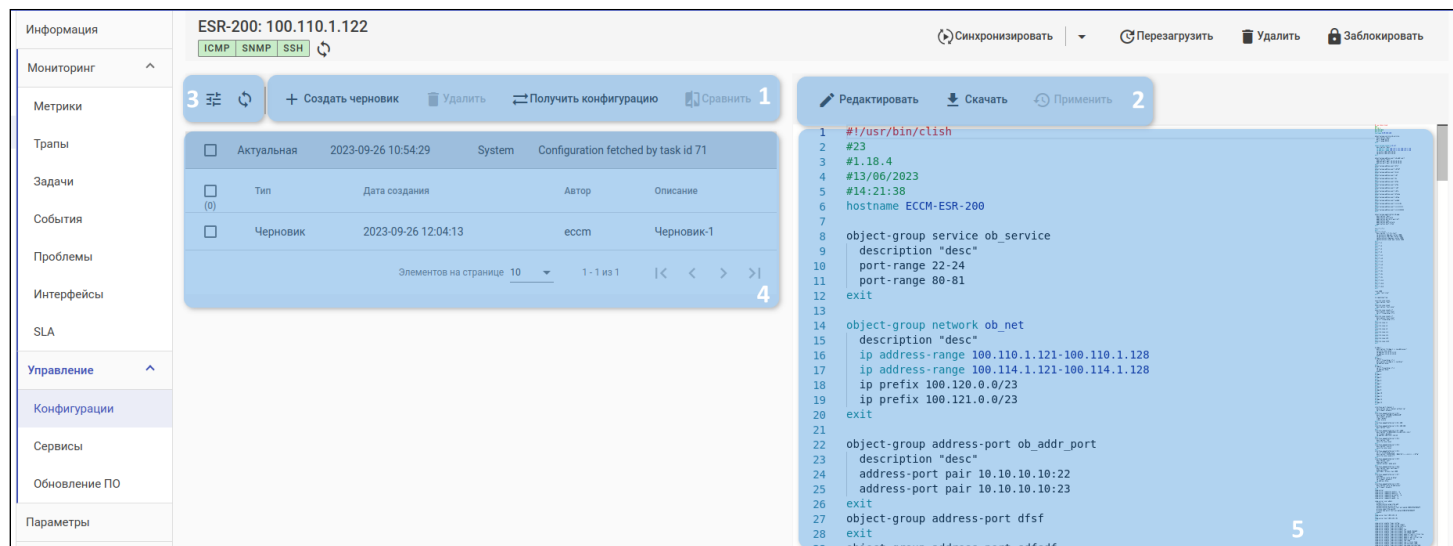 Информация
Мониторинг
Метрики
Трапы
Задачи
События
Проблемы
Интерфейсы
SLA
Управление
Конфигурации
Сервисы
Обновление ПО
Параметры
ESR-200: 100.110.1.122
ICMP SNMP SSH
Синхронизировать Перезагрузить Удалить Заблокировать
3 Создать черновик Удалить Получить конфигурацию Сравнить 1
Актуальная 2023-09-26 10:54:29 System Configuration fetched by task id 71
(0) Тип Дата создания Автор Описание
Черновик 2023-09-26 12:04:13 eccm Черновик-1
Элементов на странице 10 1 - 1 из 1
4
Редактировать Скачать Применить 2
1 #!/usr/bin/clish
2 #23
3 #1.18.4
4 #13/06/2023
5 #14:21:38
6 hostname ECCM-ESR-200
7
8 object-group service ob_service
9 description "desc"
10 port-range 22-24
11 port-range 80-81
12 exit
13
14 object-group network ob_net
15 description "desc"
16 ip address-range 100.110.1.121-100.110.1.128
17 ip address-range 100.114.1.121-100.114.1.128
18 ip prefix 100.120.0.0/23
19 ip prefix 100.121.0.0/23
20 exit
21
22 object-group address-port ob_addr_port
23 description "desc"
24 address-port pair 10.10.10.10:22
25 address-port pair 10.10.10.10:23
26 exit
27 object-group address-port dfsf
28 exit
5